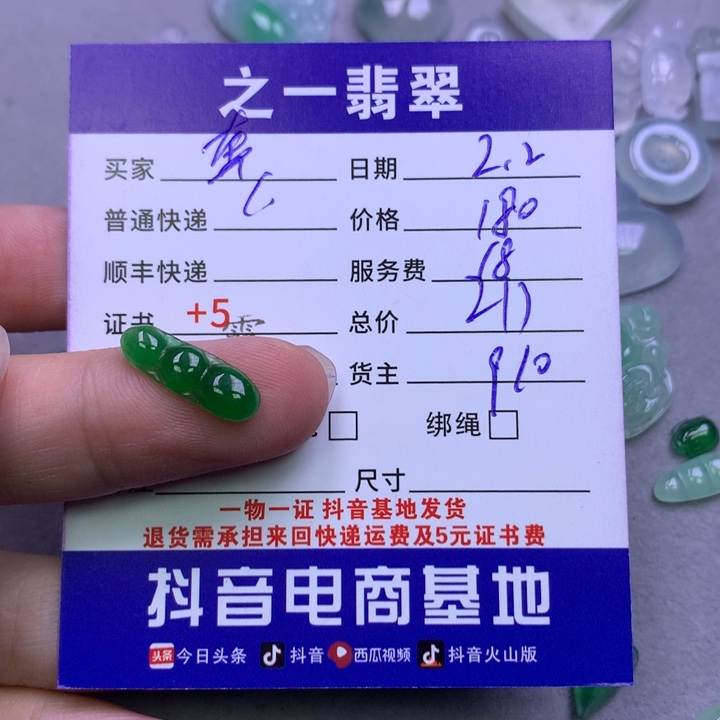 之一翡翠
买家 日期 2.2
普通快递 价格 180
顺丰快递 服务费 18
证书 +5 需 总价
货主 910
绑绳
尺寸
一物一证 抖音基地发货
退货需承担来回快递运费及5元证书费
抖音电商基地
头条 今日头条 抖音 西瓜视频 抖音火山版